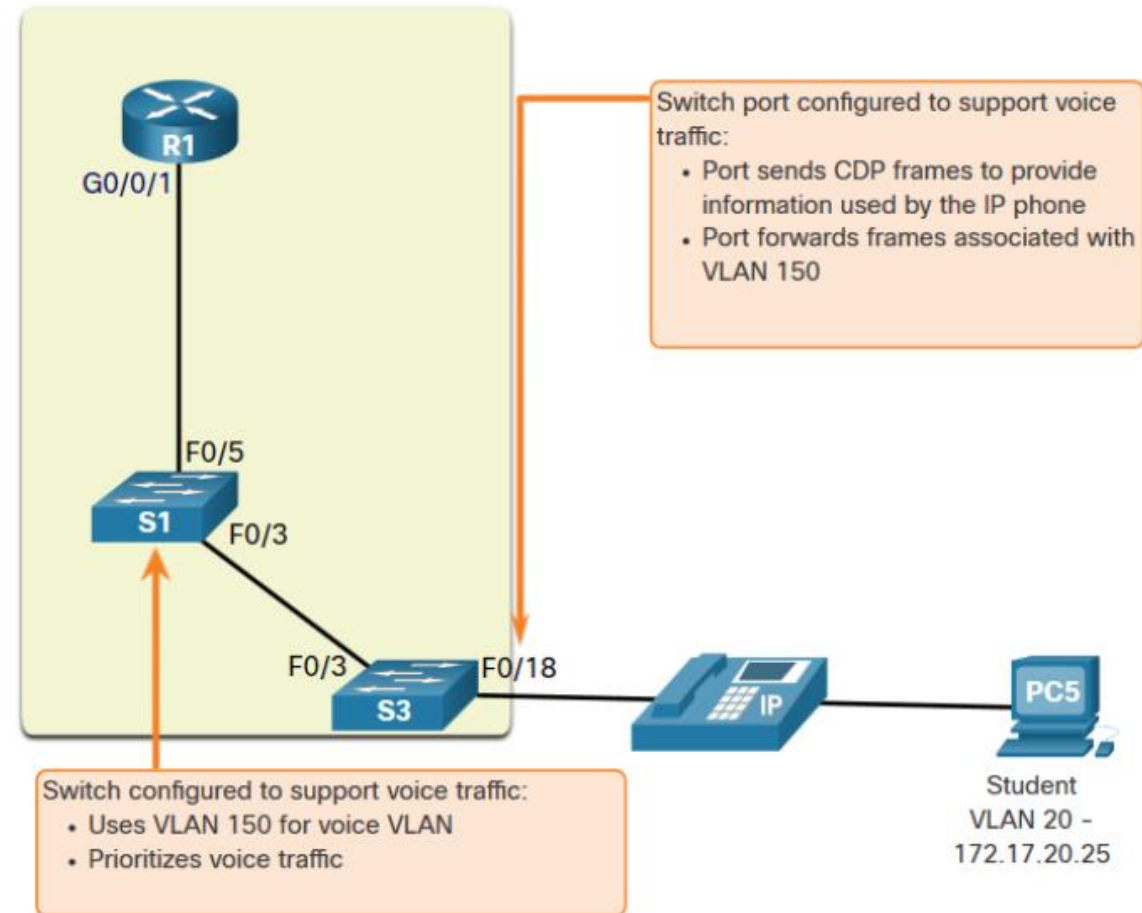 R1
G0/0/1
Switch port configured to support voice
traffic:
• Port sends CDP frames to provide
information used by the IP phone
• Port forwards frames associated with
VLAN 150
F0/5
S1
F0/3
F0/3
S3
F0/18
IP
PC5
Student
VLAN 20 -
172.17.20.25
Switch configured to support voice traffic:
• Uses VLAN 150 for voice VLAN
• Prioritizes voice traffic